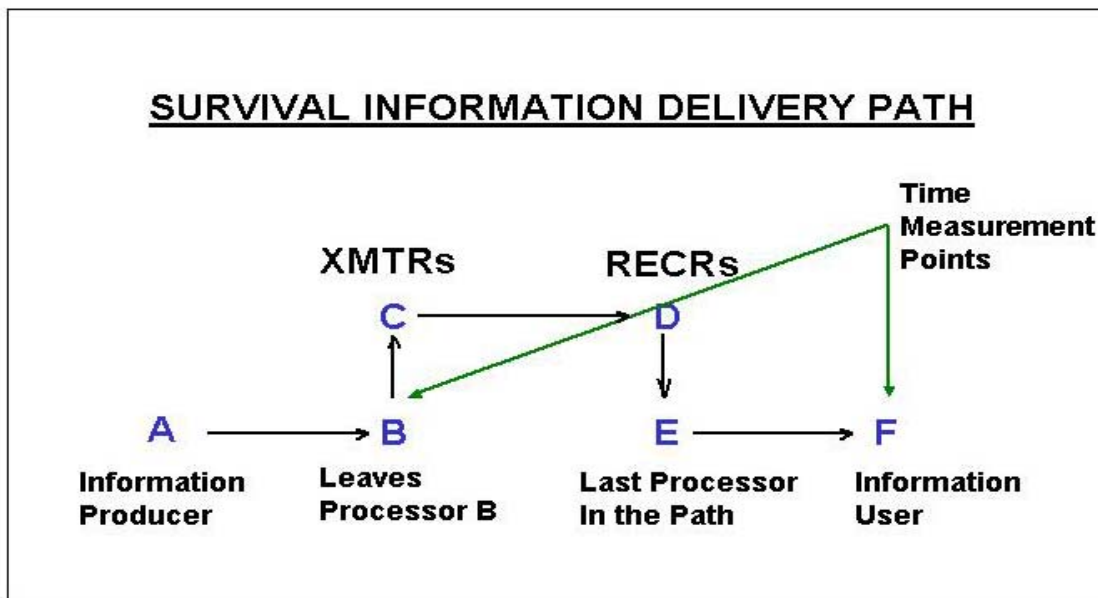 SURVIVAL INFORMATION DELIVERY PATH
Time
Measurement
Points
XMTRs
RECRs
C
D
A
B
E
F
Information
Producer
Leaves
Processor B
Last Processor
In the Path
Information
User